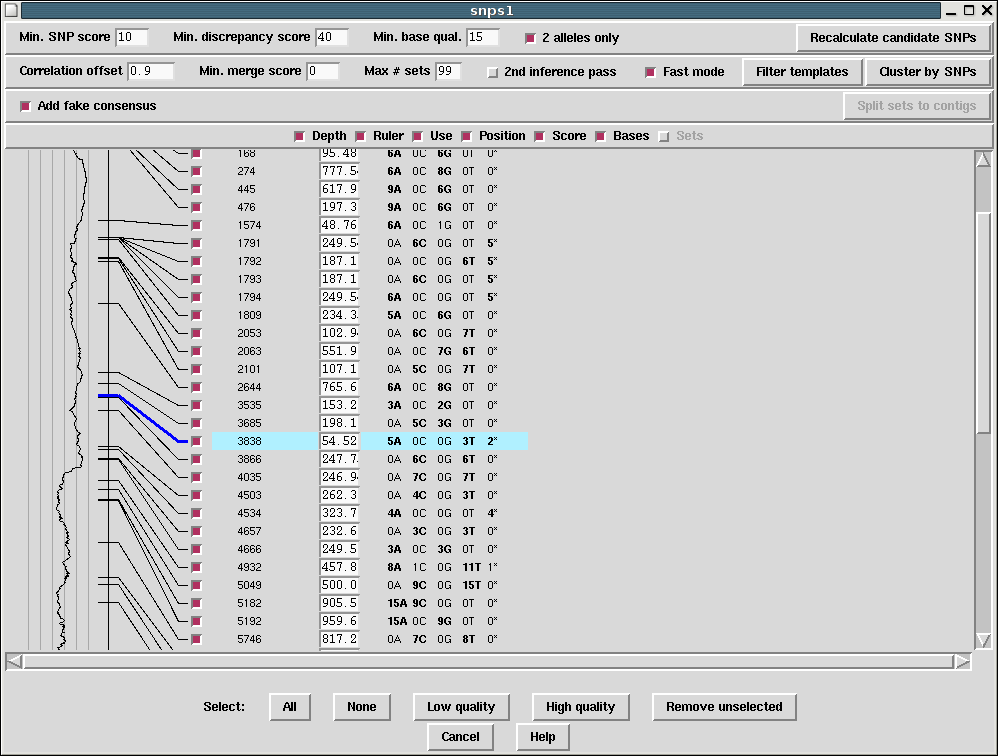 snps1
Min. SNP score 10 Min. discrepancy score 40 Min. base qual. 15 2 alleles only Recalculate candidate SNPs
Correlation offset 0.9 Min. merge score 0 Max # sets 99 2nd inference pass Fast mode Filter templates Cluster by SNPs
Add fake consensus Split sets to contigs
Depth Ruler Use Position Score Bases Sets
168 95.48 6A 0C 6G 0T 0*
274 777.5 6A 0C 8G 0T 0*
445 617.9 9A 0C 6G 0T 0*
476 197.3 9A 0C 6G 0T 0*
1574 48.76 6A 0C 1G 0T 0*
1791 249.5 0A 6C 0G 0T 5*
1792 187.1 0A 0C 0G 6T 5*
1793 187.1 0A 6C 0G 0T 5*
1794 249.5 6A 0C 0G 0T 5*
1809 234.3 5A 0C 6G 0T 0*
2053 102.9 0A 6C 0G 7T 0*
2063 551.9 0A 0C 7G 6T 0*
2101 107.1 0A 5C 0G 7T 0*
2644 765.6 6A 0C 8G 0T 0*
3535 153.2 3A 0C 2G 0T 0*
3685 198.1 0A 5C 3G 0T 0*
3838 54.52 5A 0C 0G 3T 2*
3866 247.7 0A 6C 0G 6T 0*
4035 246.9 0A 7C 0G 7T 0*
4503 262.3 0A 4C 0G 3T 0*
4534 323.7 4A 0C 0G 0T 4*
4657 232.6 0A 3C 0G 3T 0*
4666 249.5 3A 0C 3G 0T 0*
4932 457.8 8A 1C 0G 11T 1*
5049 500.0 0A 9C 0G 15T 0*
5182 905.5 15A 9C 0G 0T 0*
5192 959.6 15A 0C 9G 0T 0*
5746 817.2 0A 7C 0G 8T 0*
Select: All None Low quality High quality Remove unselected
Cancel Help